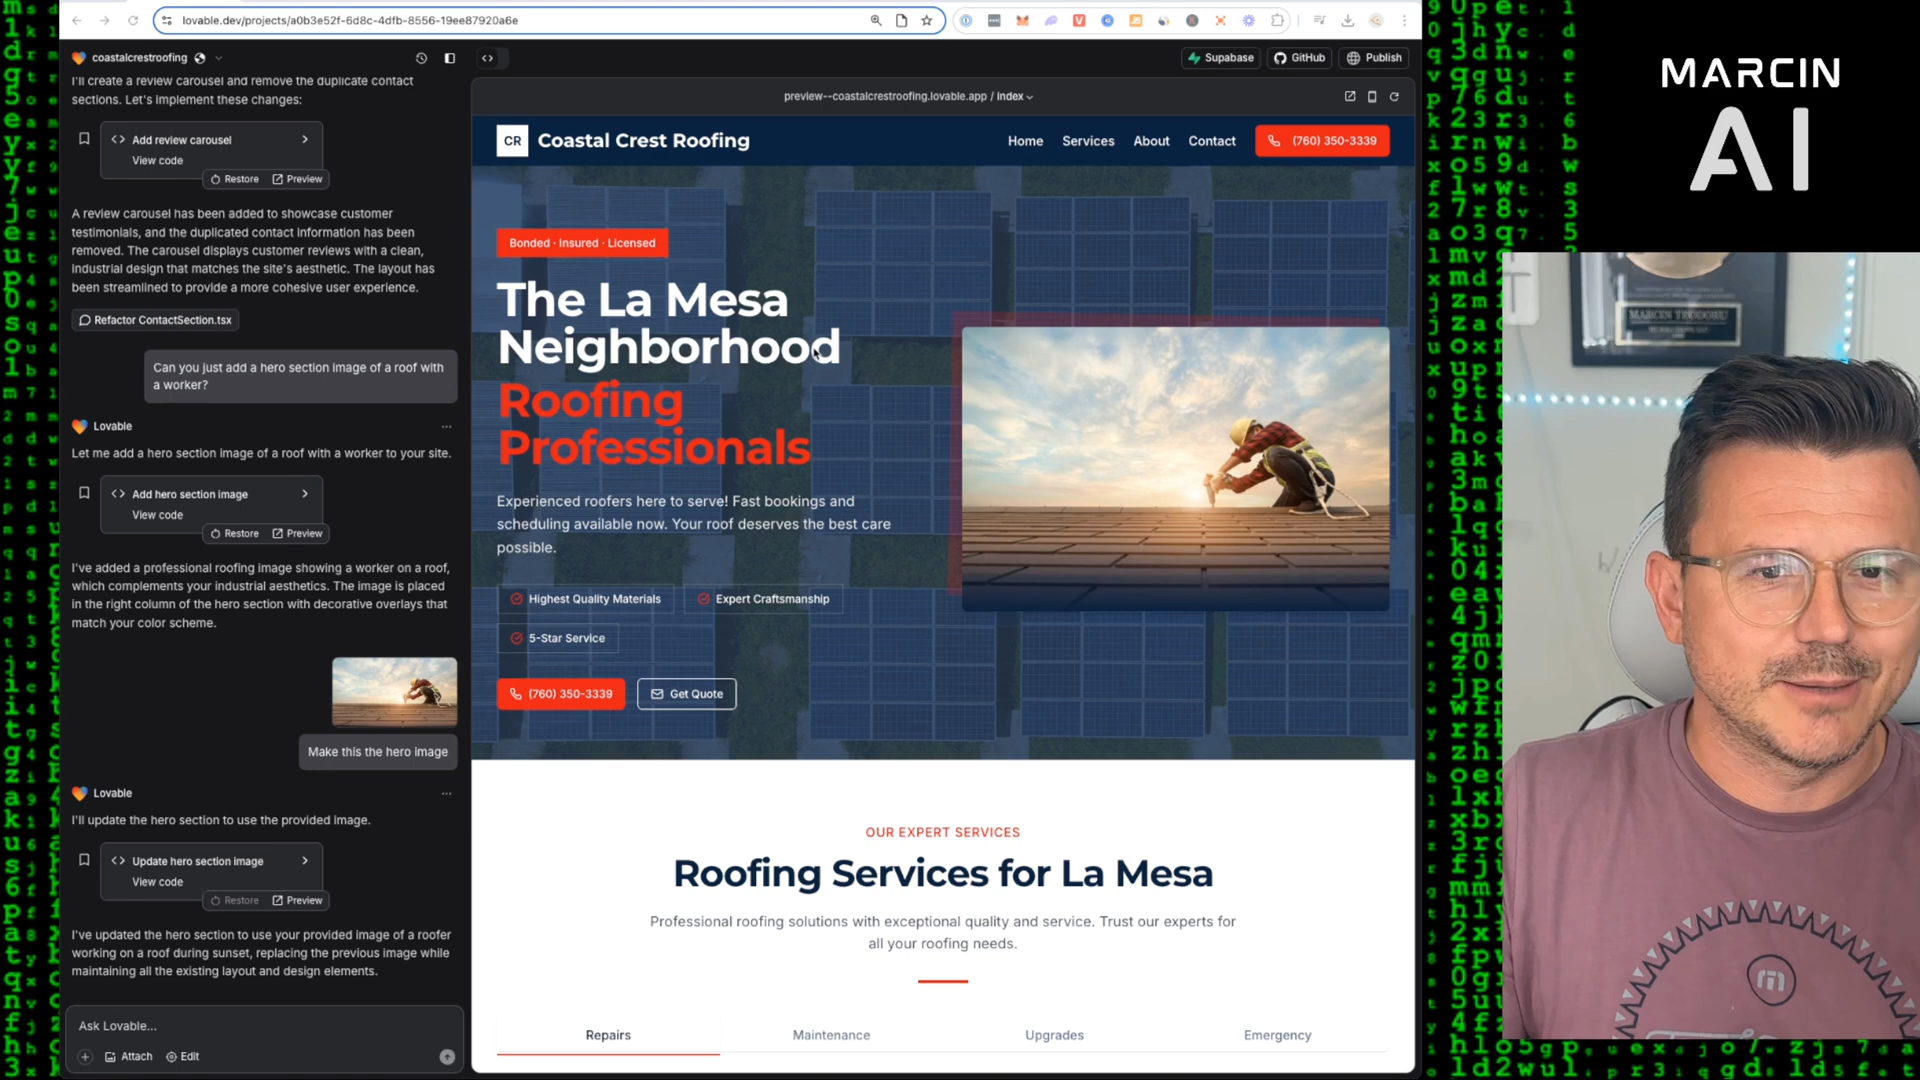 lovable.dev/projects/a0b3e52f-6d8c-4dfb-8556-19ee87920a6e
coastalcrestroofing
Supabase
GitHub
Publish
I'll create a review carousel and remove the duplicate contact
sections. Let's implement these changes:
Add review carousel
View code
Restore
Preview
A review carousel has been added to showcase customer
testimonials, and the duplicated contact information has been
removed. The carousel displays customer reviews with a clean,
industrial design that matches the site's aesthetic. The layout has
been streamlined to provide a more cohesive user experience.
Refactor ContactSection.tsx
Can you just add a hero section image of a roof with
a worker?
Lovable
Let me add a hero section image of a roof with a worker to your site.
Add hero section image
View code
Restore
Preview
I've added a professional roofing image showing a worker on a roof,
which complements your industrial aesthetics. The image is placed
in the right column of the hero section with decorative overlays that
match your color scheme.
Make this the hero image
Lovable
I'll update the hero section to use the provided image.
Update hero section image
View code
Restore
Preview
I've updated the hero section to use your provided image of a roofer
working on a roof during sunset, replacing the previous image while
maintaining all the existing layout and design elements.
Ask Lovable...
Attach
Edit
preview--coastalcrestroofing.lovable.app / index
CR
Coastal Crest Roofing
Home
Services
About
Contact
(760) 350-3339
Bonded · Insured · Licensed
The La Mesa
Neighborhood
Roofing
Professionals
Experienced roofers here to serve! Fast bookings and
scheduling available now. Your roof deserves the best care
possible.
Highest Quality Materials
Expert Craftsmanship
5-Star Service
(760) 350-3339
Get Quote
OUR EXPERT SERVICES
Roofing Services for La Mesa
Professional roofing solutions with exceptional quality and service. Trust our experts for
all your roofing needs.
Repairs
Maintenance
Upgrades
Emergency
MARCIN
AI